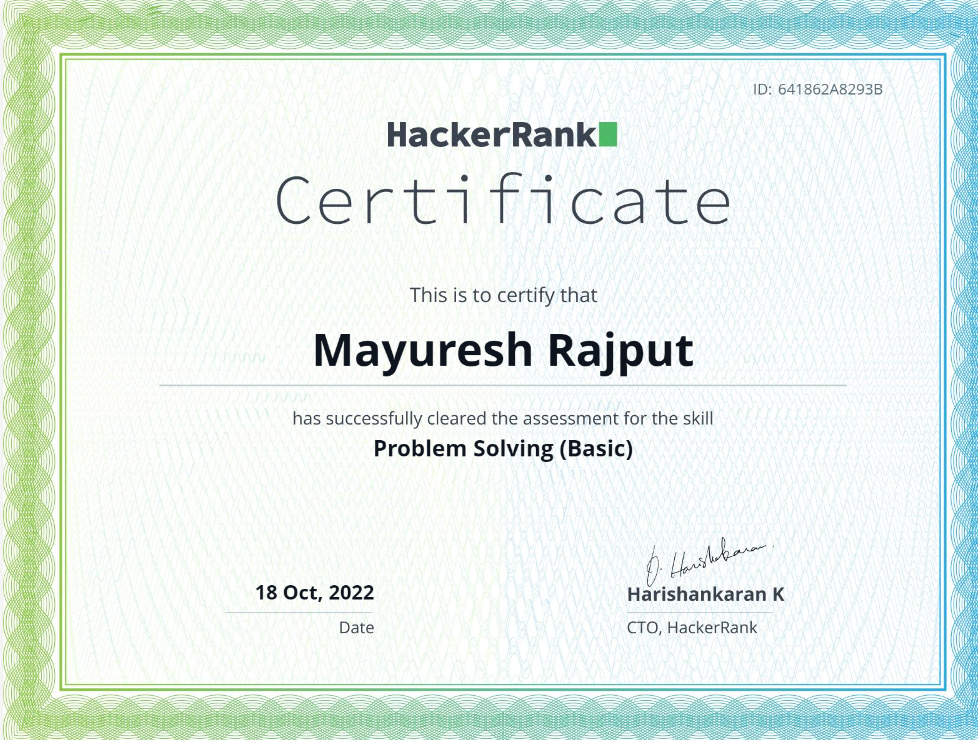 ID: 641862A8293B
HackerRank
Certificate
This is to certify that
Mayuresh Rajput
has successfully cleared the assessment for the skill
Problem Solving (Basic)
18 Oct, 2022
Date
Harishankaran K
CTO, HackerRank